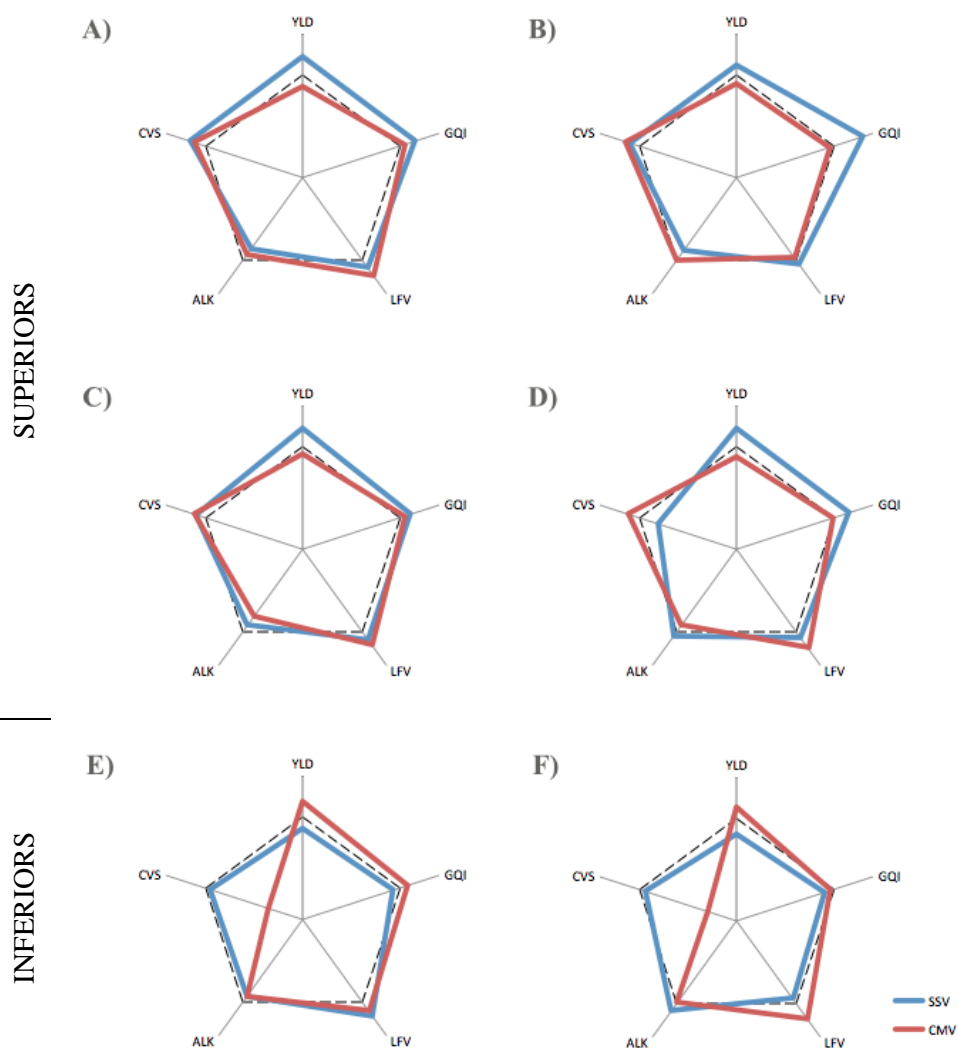 SUPERIORS
A)
YLD
GQI
LFV
ALK
CVS
B)
YLD
GQI
LFV
ALK
CVS
C)
YLD
GQI
LFV
ALK
CVS
D)
YLD
GQI
LFV
ALK
CVS
INFERIORS
E)
YLD
GQI
LFV
ALK
CVS
F)
YLD
GQI
LFV
ALK
CVS
SSV
CMV